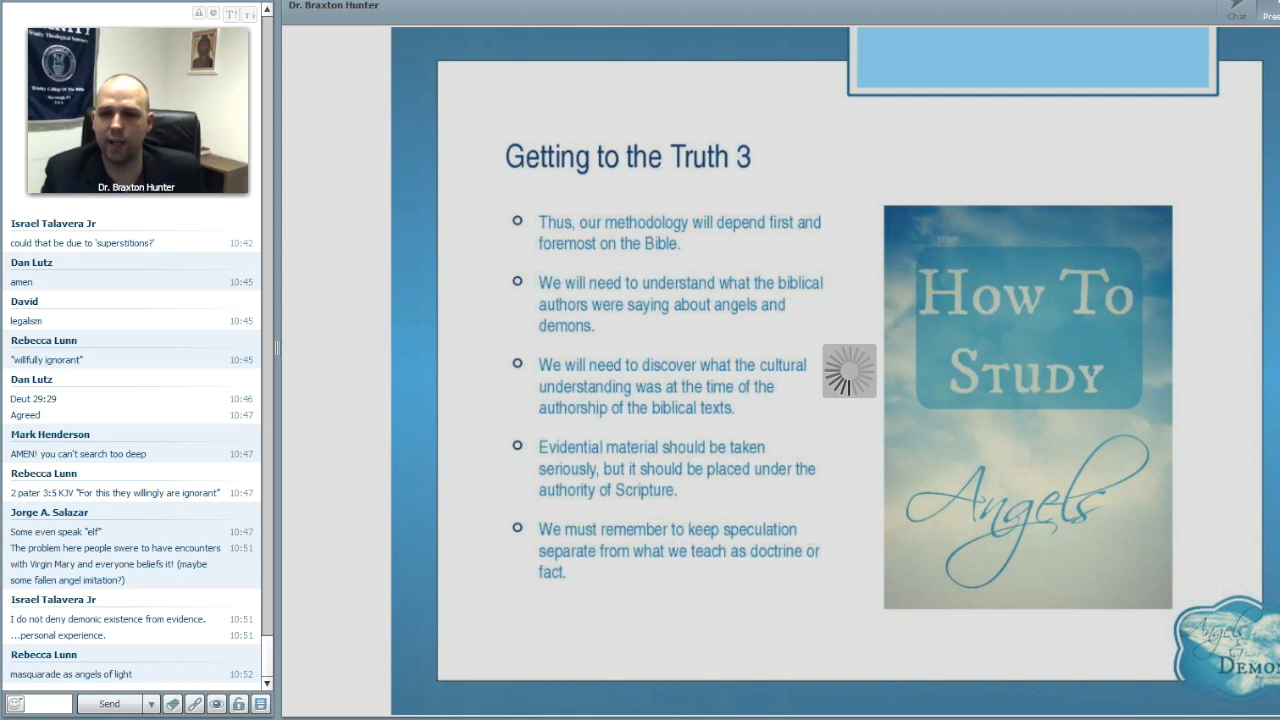 Dr. Braxton Hunter
Chat
T
T
Trinity Theological Seminary
Trinity College Of The Bible
Dr. Braxton Hunter
Israel Talavera Jr
could that be due to 'superstitions?' 10:42
Dan Lutz
amen 10:45
David
legalism 10:45
Rebecca Lunn
"willfully ignorant" 10:45
Dan Lutz
Deut 29:29 10:46
Agreed 10:47
Mark Henderson
AMEN! you can't search too deep 10:47
Rebecca Lunn
2 pater 3:5 KJV "For this they willingly are ignorant" 10:47
Jorge A. Salazar
Some even speak "elf" 10:47
The problem here people swere to have encounters 10:51
with Virgin Mary and everyone beliefs it! (maybe
some fallen angel imitation?)
Israel Talavera Jr
I do not deny demonic existence from evidence. 10:51
...personal experience. 10:51
Rebecca Lunn
masquarade as angels of light 10:52
Send
Getting to the Truth 3
Thus, our methodology will depend first and
foremost on the Bible.
We will need to understand what the biblical
authors were saying about angels and
demons.
We will need to discover what the cultural
understanding was at the time of the
authorship of the biblical texts.
Evidential material should be taken
seriously, but it should be placed under the
authority of Scripture.
We must remember to keep speculation
separate from what we teach as doctrine or
fact.
How To
Study
Angels
Angels